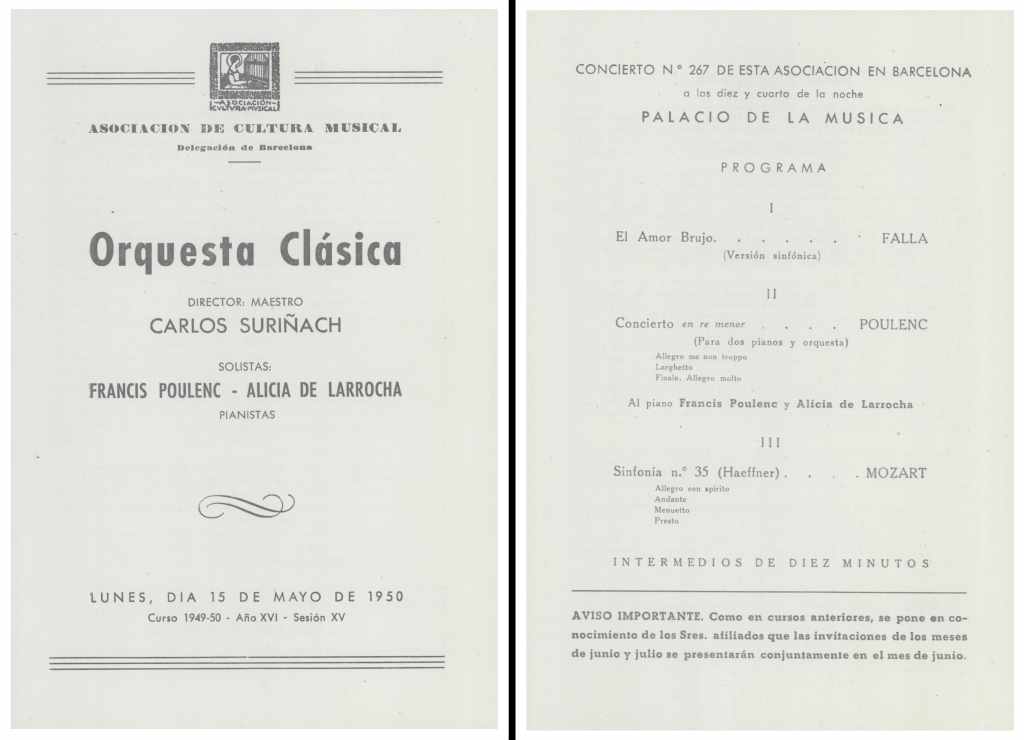 ASOCIACIÓN
CVLTVRA·MVSICAL
ASOCIACION DE CULTURA MUSICAL
Delegación de Barcelona
Orquesta Clásica
DIRECTOR: MAESTRO
CARLOS SURIÑACH
SOLISTAS:
FRANCIS POULENC - ALICIA DE LARROCHA
PIANISTAS
LUNES, DIA 15 DE MAYO DE 1950
Curso 1949-50 - Año XVI - Sesión XV
CONCIERTO N.º 267 DE ESTA ASOCIACION EN BARCELONA
a las diez y cuarto de la noche
PALACIO DE LA MUSICA
PROGRAMA
I
El Amor Brujo. . . . . . FALLA
(Versión sinfónica)
II
Concierto en re menor . . . . POULENC
(Para dos pianos y orquesta)
Allegro me non troppo
Larghetto
Finale. Allegro molto
Al piano Francis Poulenc y Alicia de Larrocha
III
Sinfonía n.º 35 (Haeffner) . . . . MOZART
Allegro con spirito
Andante
Menuetto
Presto
INTERMEDIOS DE DIEZ MINUTOS
AVISO IMPORTANTE. Como en cursos anteriores, se pone en co-
nocimiento de los Sres. afiliados que las invitaciones de los meses
de junio y julio se presentarán conjuntamente en el mes de junio.